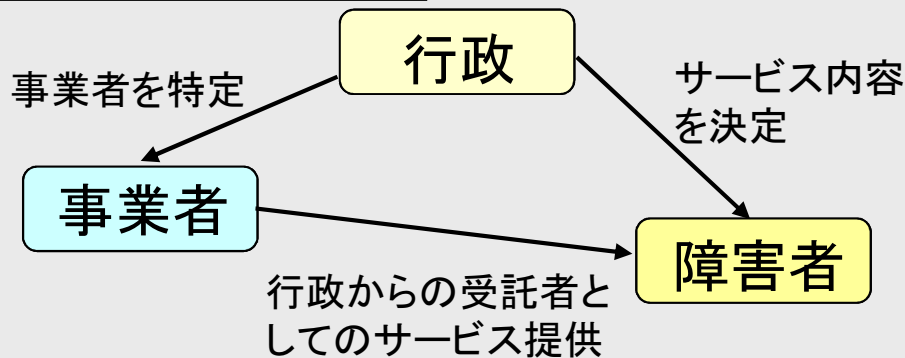 行政
事業者を特定
サービス内容
を決定
事業者
障害者
行政からの受託者と
してのサービス提供